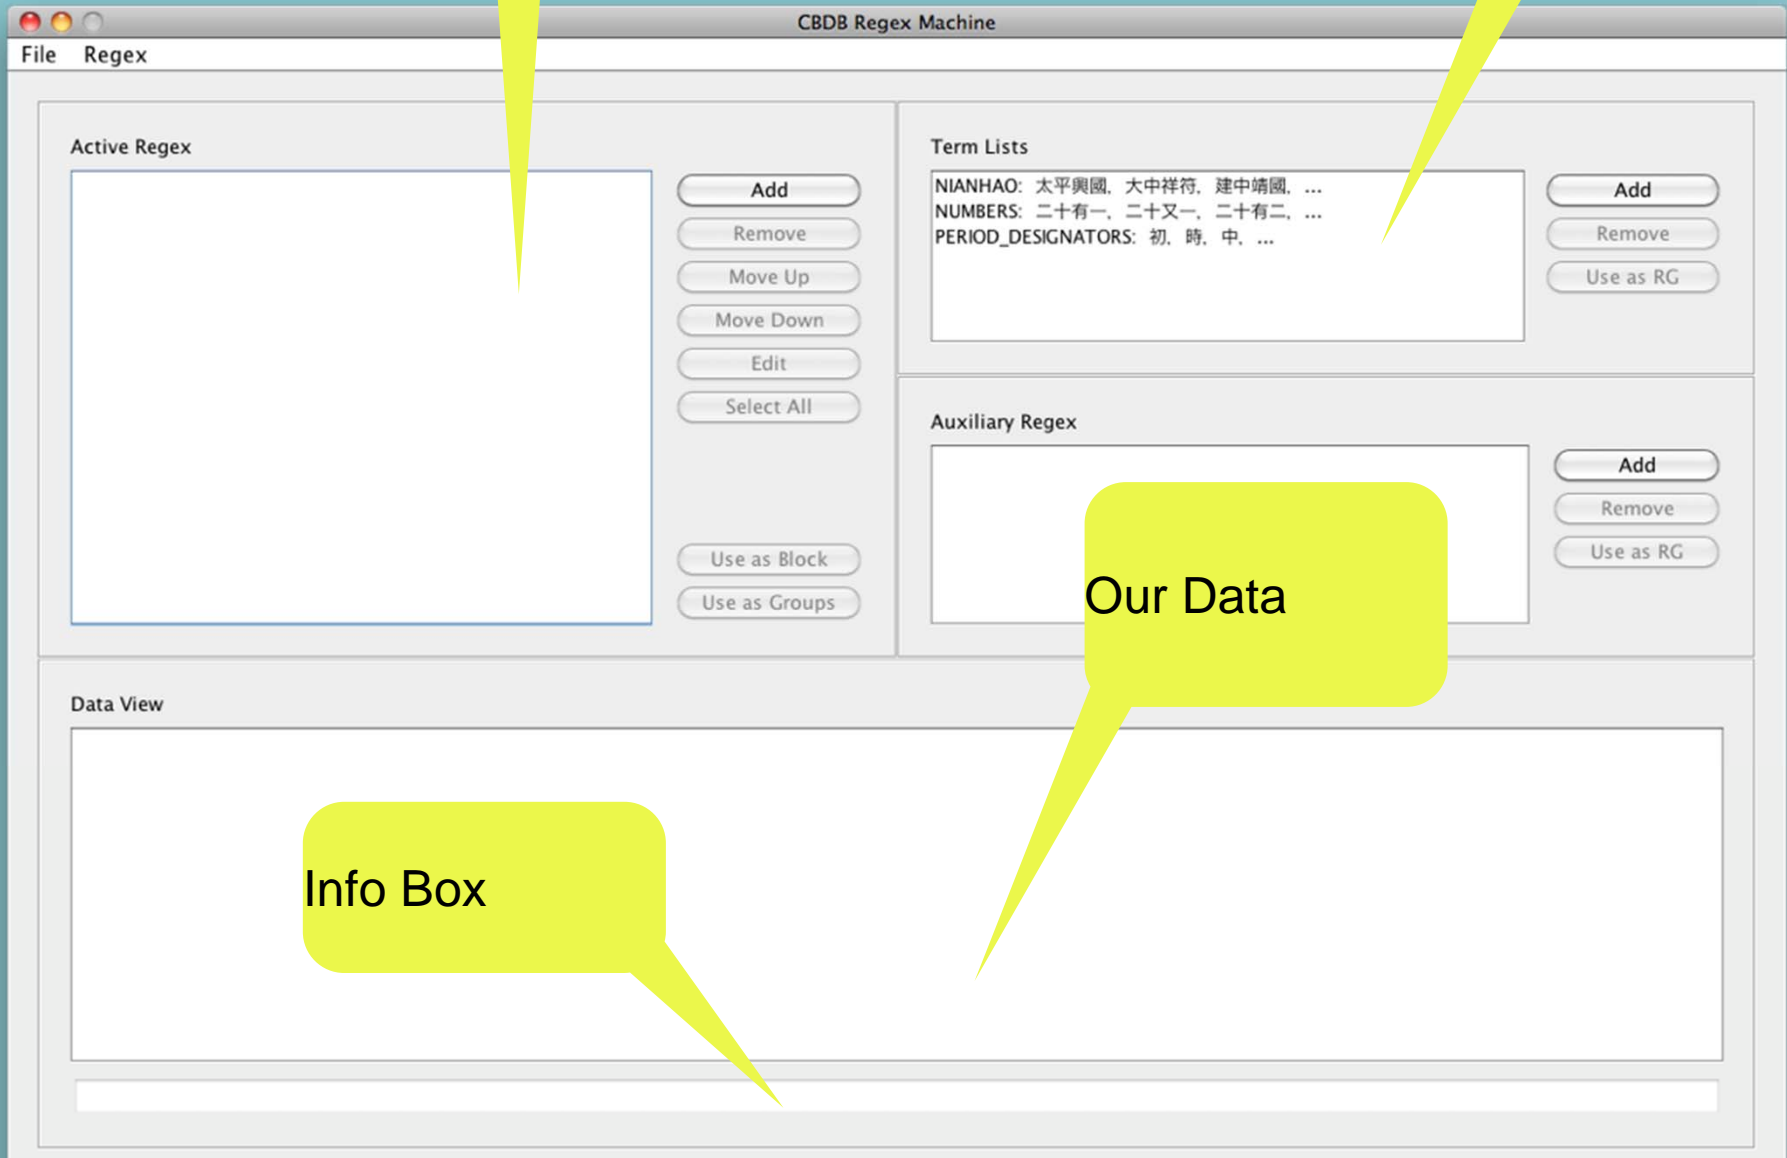 CBDB Regex Machine
File Regex
Active Regex
Add
Remove
Move Up
Move Down
Edit
Select All
Use as Block
Use as Groups
Term Lists
NIANHAO: 太平興國, 大中祥符, 建中靖國, ...
NUMBERS: 二十有一, 二十又一, 二十有二, ...
PERIOD_DESIGNATORS: 初, 時, 中, ...
Add
Remove
Use as RG
Auxiliary Regex
Add
Remove
Use as RG
Our Data
Data View
Info Box